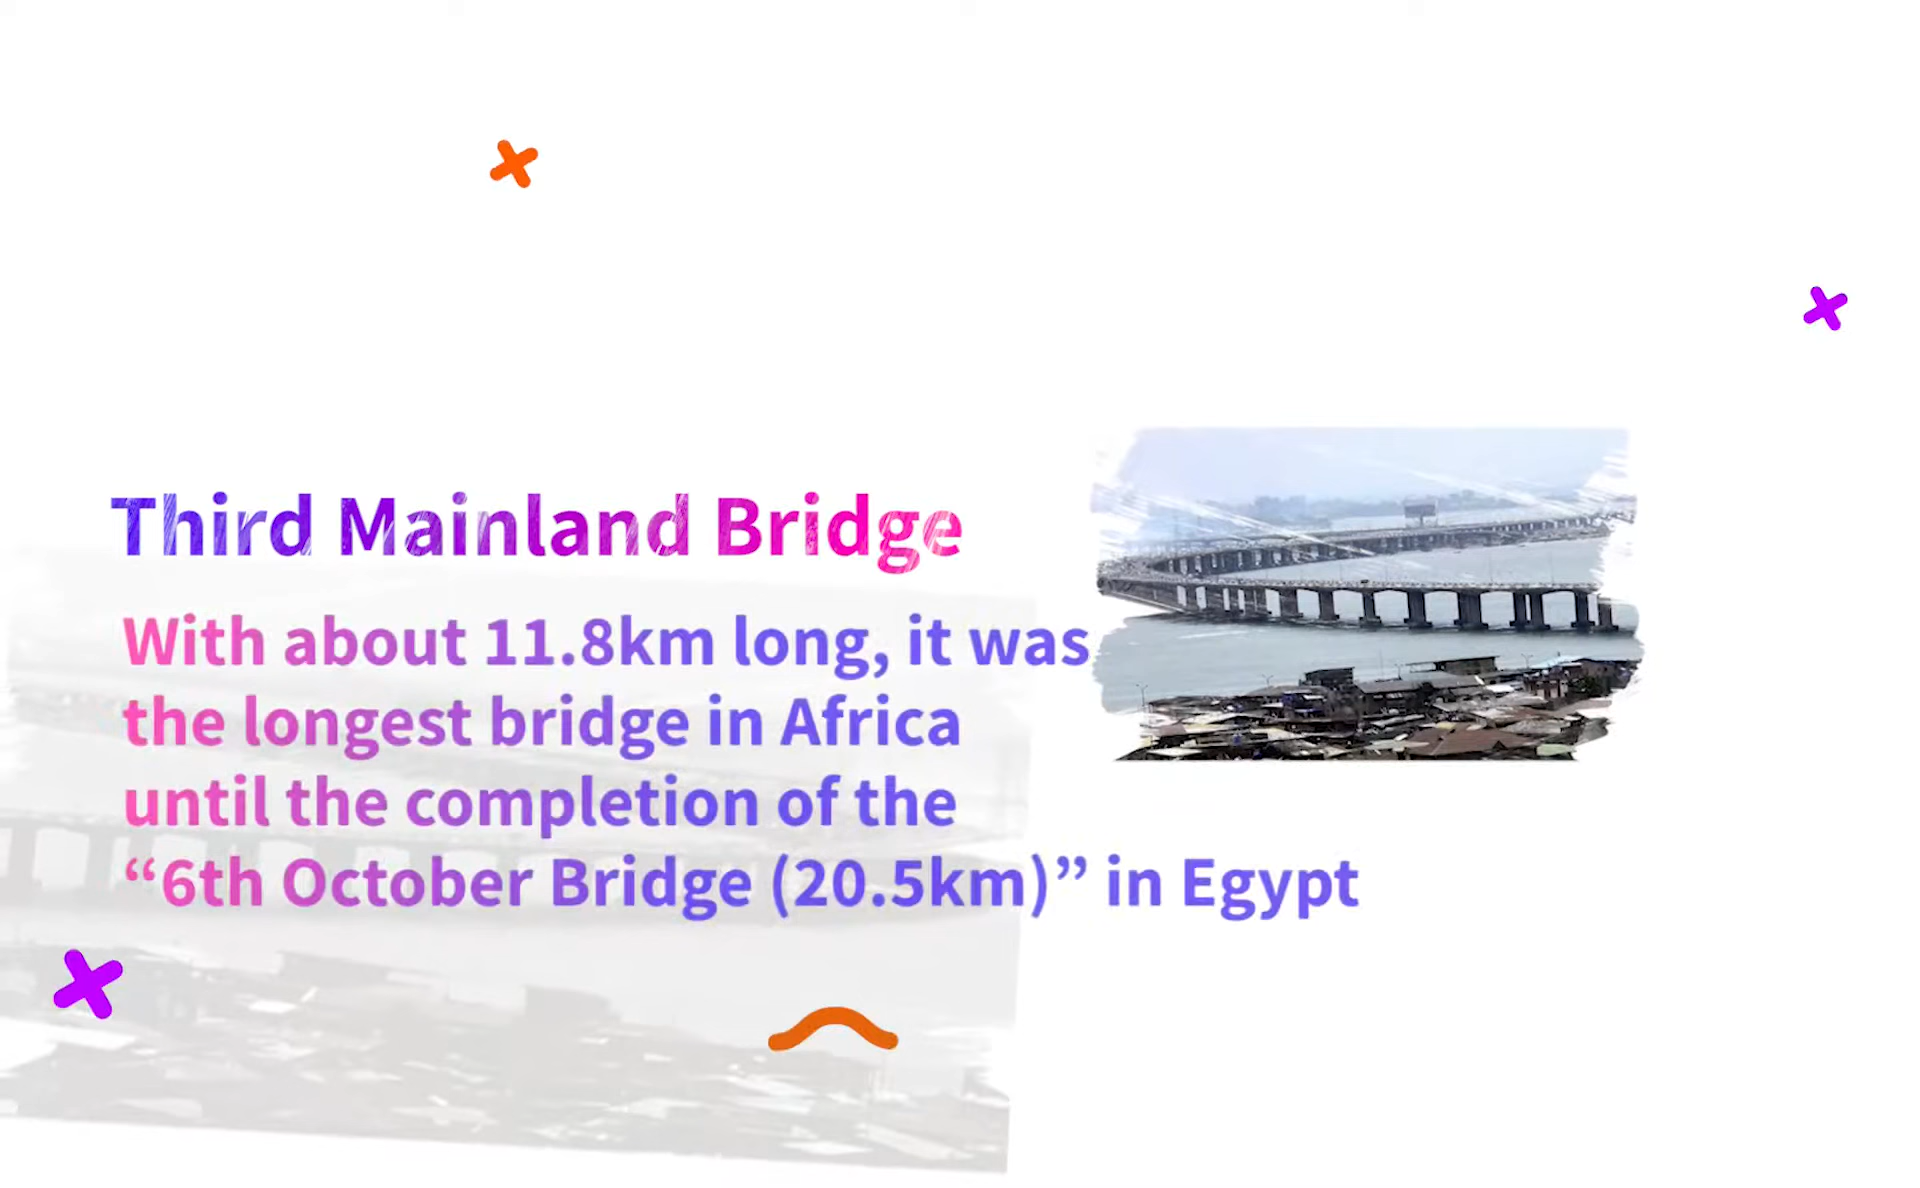 Third Mainland Bridge
With about 11.8km long, it was
the longest bridge in Africa
until the completion of the
“6th October Bridge (20.5km)” in Egypt